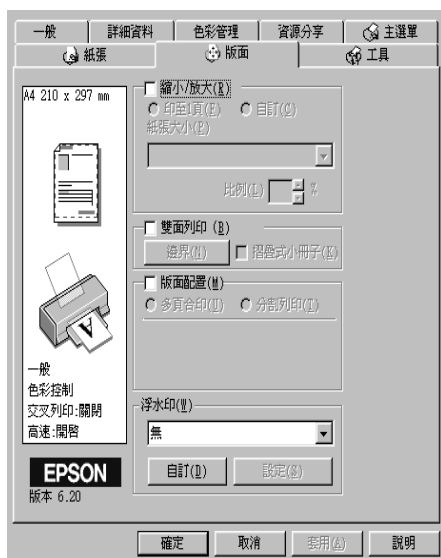 一般 詳細資料 色彩管理 資源分享 主選單
紙張 版面 工具
A4 210 x 297 mm
縮小/放大(R)
印至1頁(F) 自訂(C)
紙張大小(P)
比例(L) %
雙面列印 (B)
邊界(N) 摺疊式小冊子(K)
版面配置(M)
多頁合印(U) 分割列印(T)
A
一般
色彩控制
交叉列印:關閉
高速:開啓
浮水印(W)
無
自訂(D) 設定(S)
EPSON
版本 6.20
確定 取消 套用(A) 說明